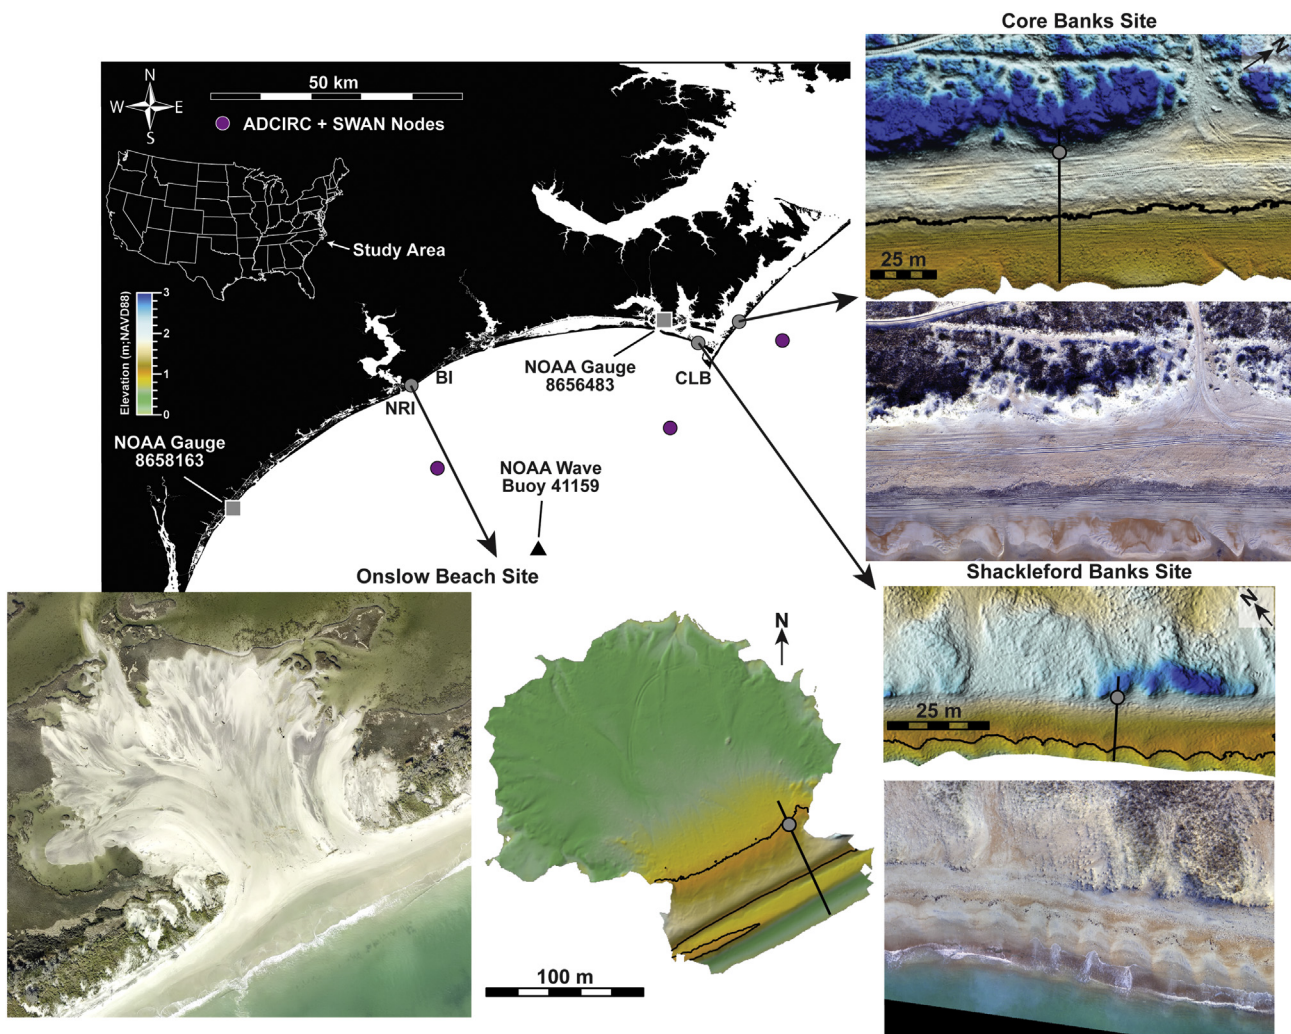 Core Banks Site
N
25 m
N
W E
S
50 km
ADCIRC + SWAN Nodes
Study Area
Elevation (m;NAVD88)
3
2
1
0
NOAA Gauge
8658163
NRI
BI
NOAA Gauge
8656483
CLB
NOAA Wave
Buoy 41159
Onslow Beach Site
Shackleford Banks Site
N
25 m
N
100 m